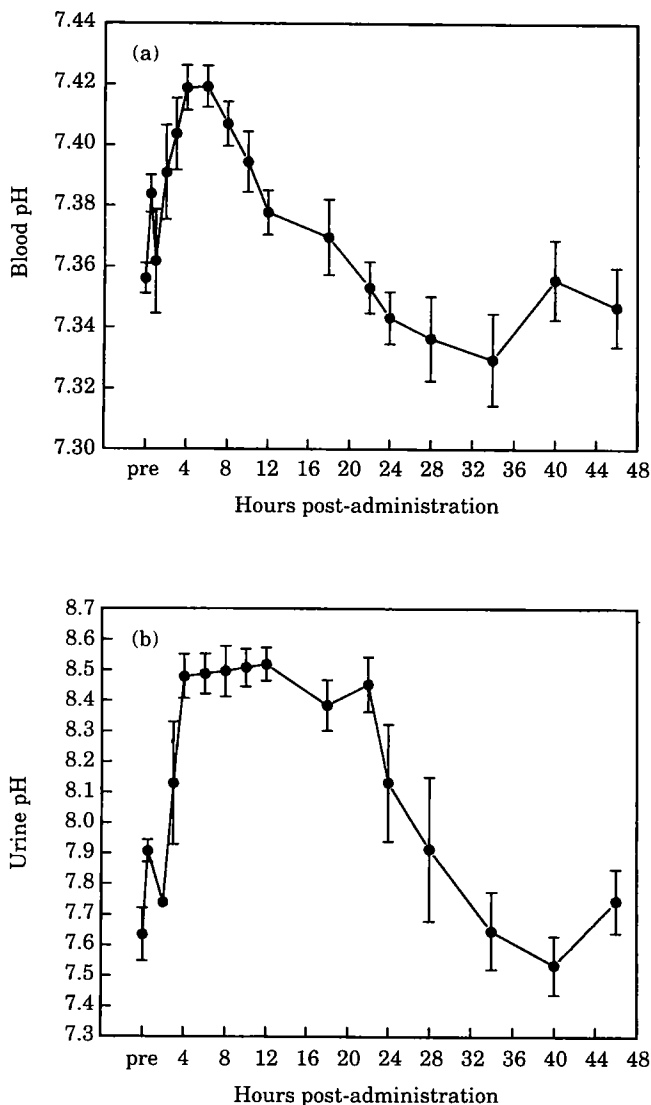 (a)
7.44
7.42
7.40
7.38
7.36
7.34
7.32
7.30
Blood pH
pre 4 8 12 16 20 24 28 32 36 40 44 48
Hours post-administration
(b)
8.7
8.6
8.5
8.4
8.3
8.2
8.1
8.0
7.9
7.8
7.7
7.6
7.5
7.4
7.3
Urine pH
pre 4 8 12 16 20 24 28 32 36 40 44 48
Hours post-administration